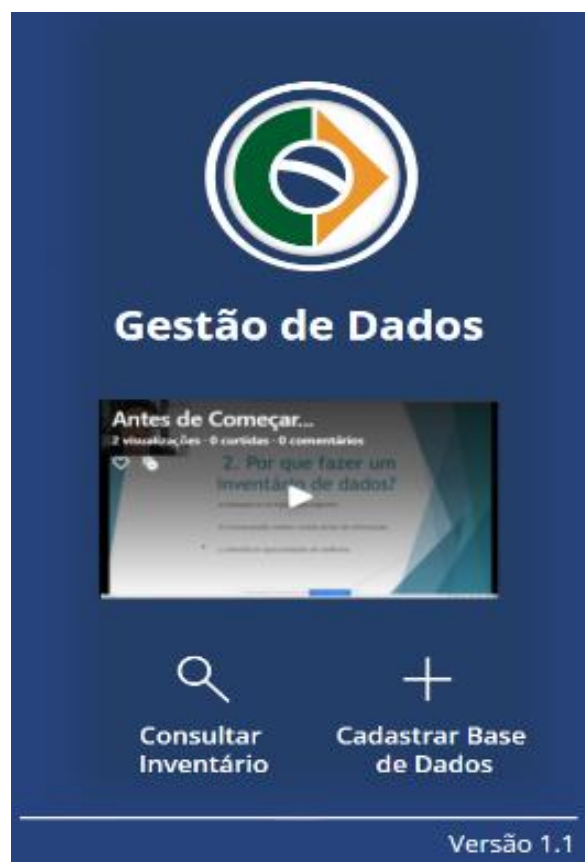 Gestão de Dados
Antes de Começar...
2 visualizações · 0 curtidas · 0 comentários
2. Por que fazer um
inventário de dados?
Consultar
Inventário
Cadastrar Base
de Dados
Versão 1.1